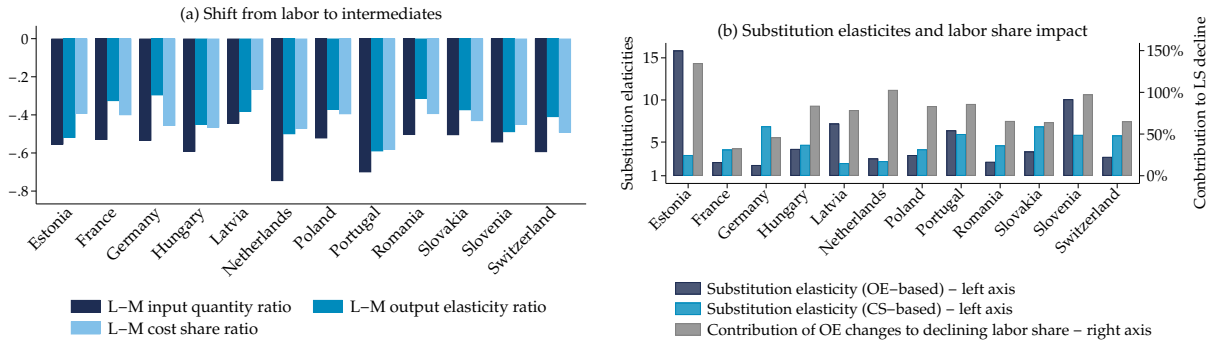 (a) Shift from labor to intermediates
0
−.2
−.4
−.6
−.8
Estonia
France
Germany
Hungary
Latvia
Netherlands
Poland
Portugal
Romania
Slovakia
Slovenia
Switzerland
L−M input quantity ratio
L−M output elasticity ratio
L−M cost share ratio
(b) Substitution elasticites and labor share impact
Substitution elaticities
15
10
5
1
150%
100%
50%
0%
Conbtribution to LS decline
Estonia
France
Germany
Hungary
Latvia
Netherlands
Poland
Portugal
Romania
Slovakia
Slovenia
Switzerland
Substitution elasticity (OE−based) − left axis
Substitution elasticity (CS−based) − left axis
Contribution of OE changes to declining labor share − right axis